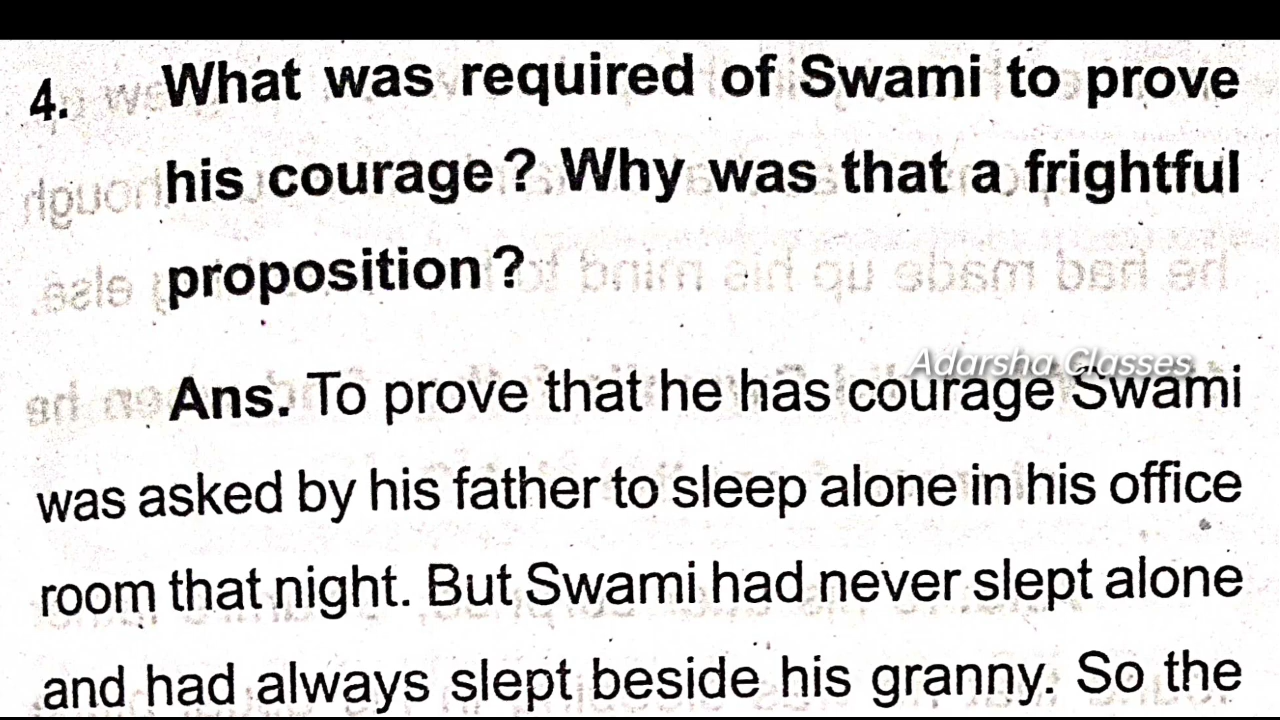 4. What was required of Swami to prove
his courage? Why was that a frightful
proposition?
Adarsha Classes
Ans. To prove that he has courage Swami
was asked by his father to sleep alone in his office
room that night. But Swami had never slept alone
and had always slept beside his granny. So the